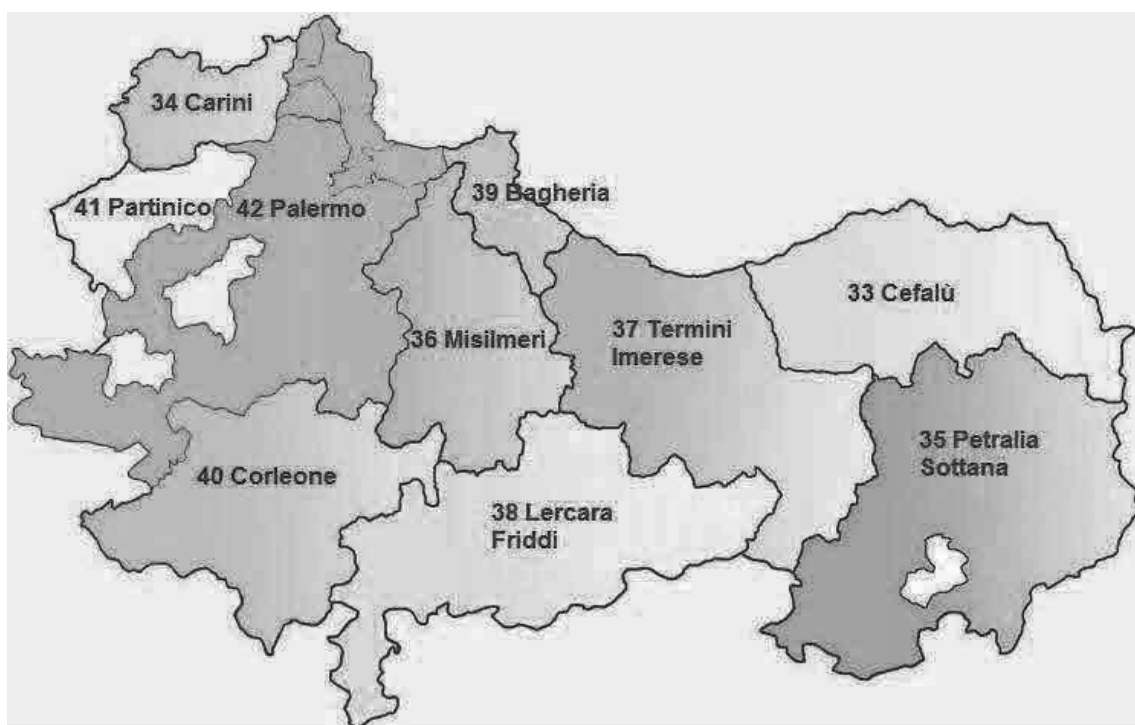 34 Carini
39 Bagheria
41 Partinico
42 Palermo
33 Cefalù
36 Misilmeri
37 Termini
Imerese
35 Petralia
Sottana
40 Corleone
38 Lercara
Friddi